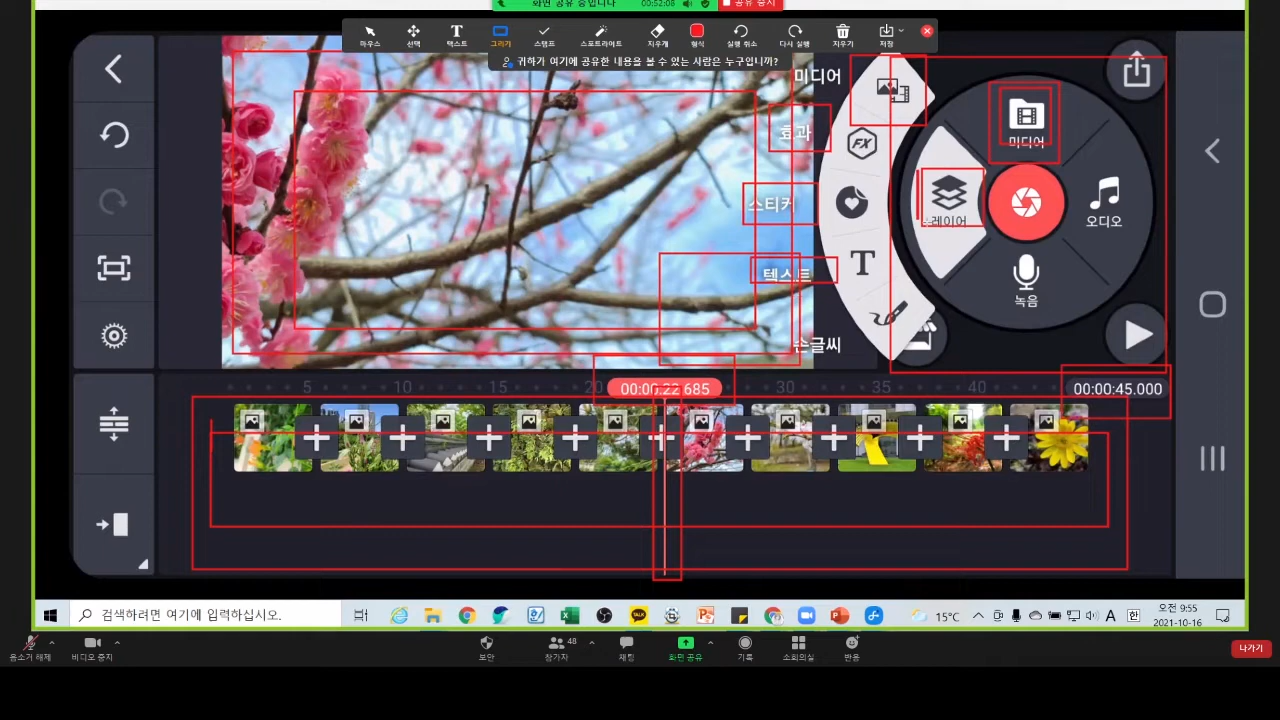 화면 공유 중입니다
00:52:08
공유 중지
마우스
선택
텍스트
그리기
스탬프
스포트라이트
지우개
형식
실행 취소
다시 실행
지우기
저장
귀하가 여기에 공유한 내용을 볼 수 있는 사람은 누구입니까?
미디어
효과
FX
스티커
텍스트
T
손글씨
미디어
레이어
오디오
녹음
5
10
15
20
00:00:22.685
30
35
40
00:00:45.000
검색하려면 여기에 입력하십시오.
TALK
15°C
A
한
오전 9:55
2021-10-16
음소거 해제
비디오 중지
보안
48
참가자
채팅
화면 공유
기록
소회의실
반응
나가기